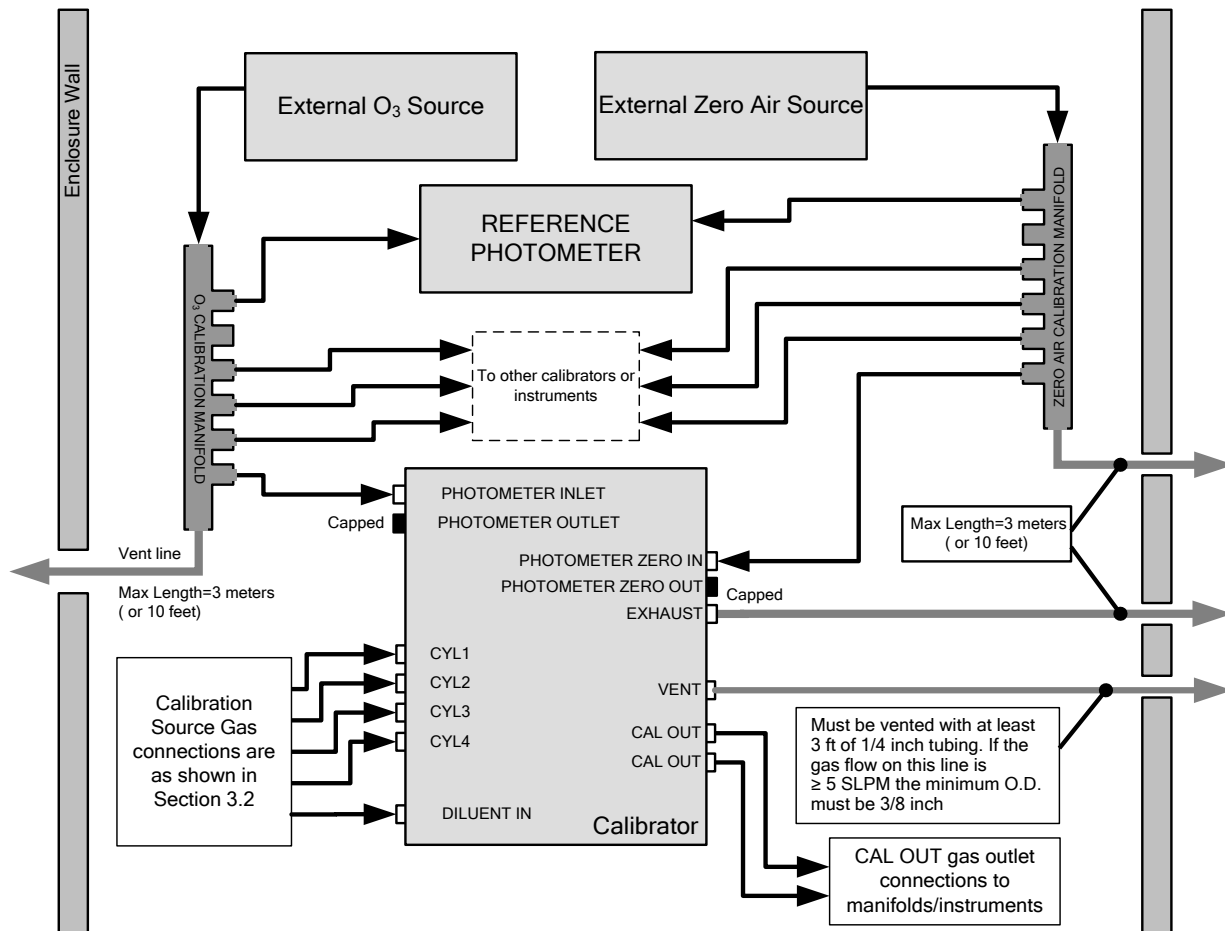 Enclosure Wall
External O₃ Source
External Zero Air Source
REFERENCE
PHOTOMETER
O₃ CALIBRATION MANIFOLD
ZERO AIR CALIBRATION MANIFOLD
To other calibrators or
instruments
PHOTOMETER INLET
Capped
PHOTOMETER OUTLET
Vent line
Max Length=3 meters
( or 10 feet)
PHOTOMETER ZERO IN
PHOTOMETER ZERO OUT
Capped
EXHAUST
Max Length=3 meters
( or 10 feet)
Calibration
Source Gas
connections are
as shown in
Section 3.2
CYL1
CYL2
CYL3
CYL4
DILUENT IN
VENT
CAL OUT
CAL OUT
Calibrator
Must be vented with at least
3 ft of 1/4 inch tubing. If the
gas flow on this line is
≥ 5 SLPM the minimum O.D.
must be 3/8 inch
CAL OUT gas outlet
connections to
manifolds/instruments